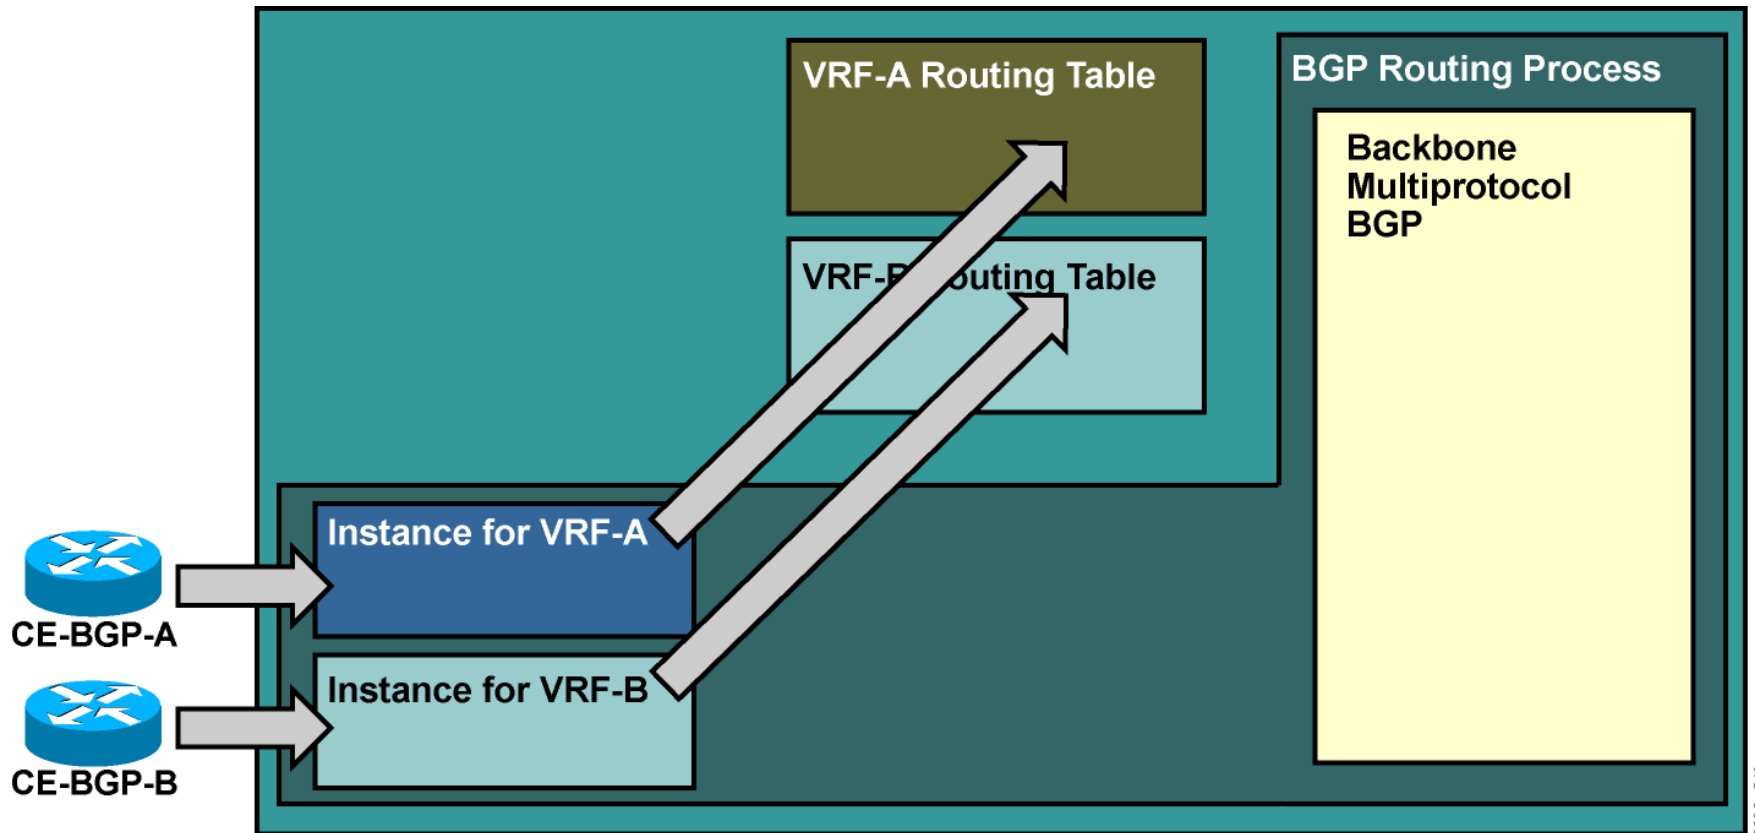 VRF-A Routing Table
BGP Routing Process
Backbone
Multiprotocol
BGP
Table
Instance for VRF-A
CE-BGP-A
Instance for VRF-B
CE-BGP-B